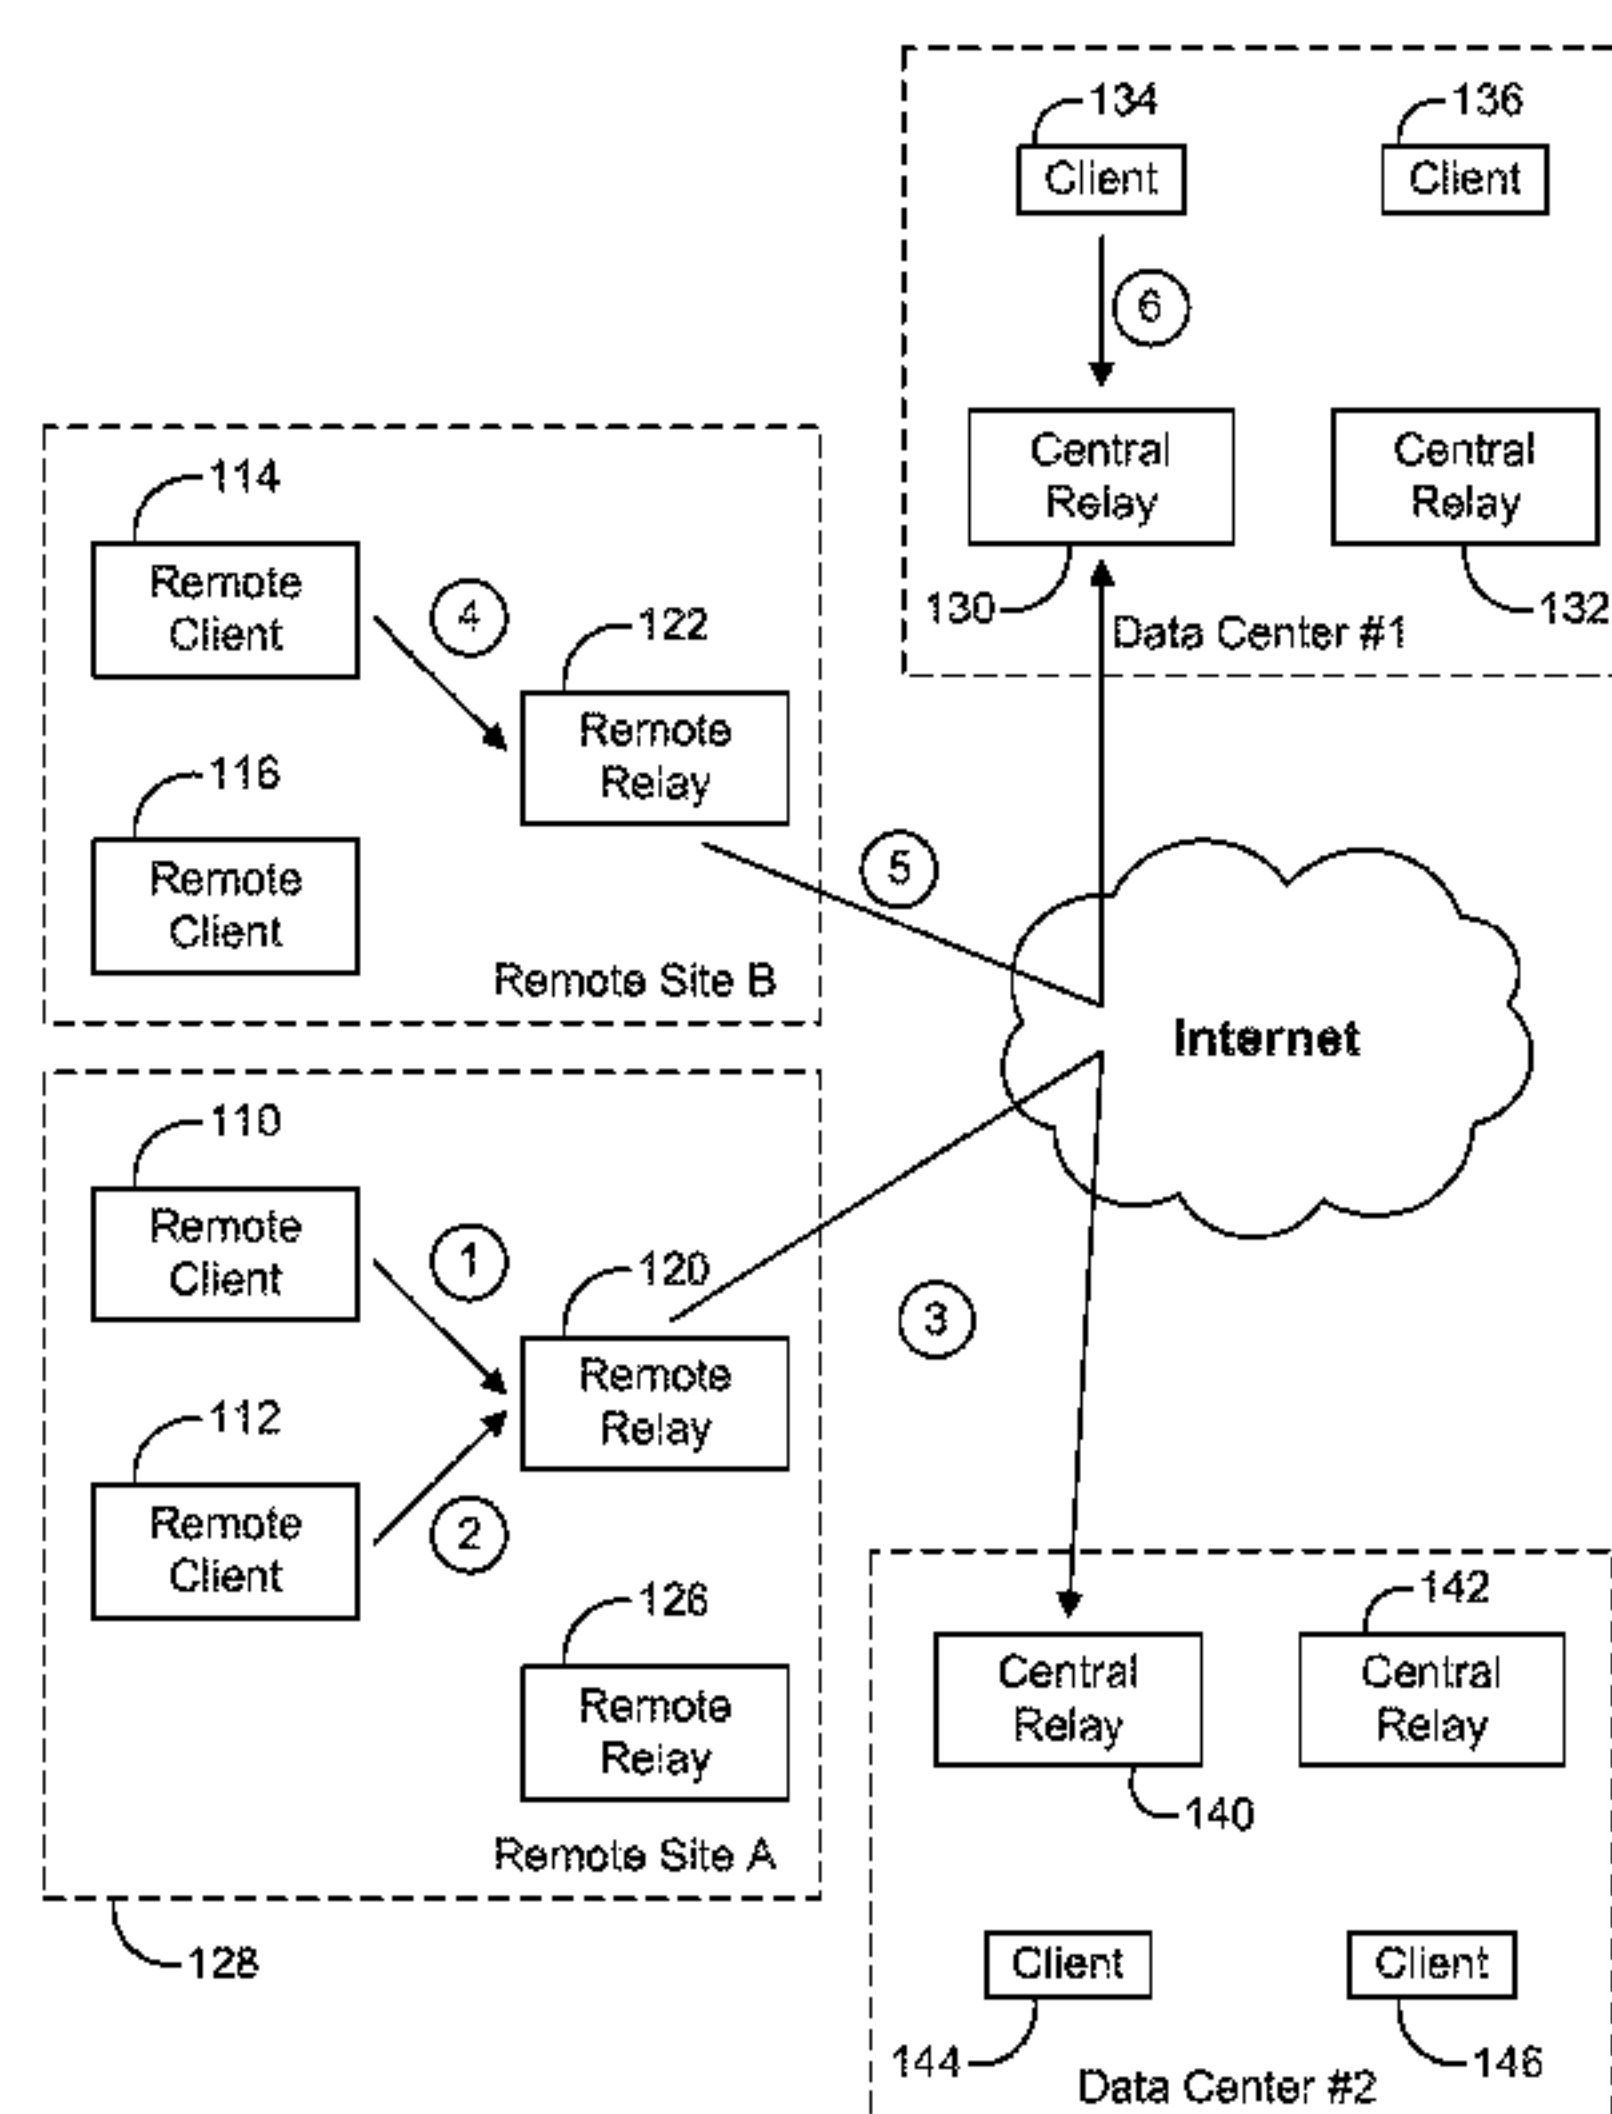 134
136
Client
Client
6
Central
Relay
Central
Relay
130
132
Data Center #1
114
Remote
Client
4
122
Remote
Relay
116
Remote
Client
5
Remote Site B
Internet
110
Remote
Client
1
120
Remote
Relay
3
112
Remote
Client
2
126
Remote
Relay
Remote Site A
128
142
Central
Relay
Central
Relay
140
Client
Client
144
146
Data Center #2